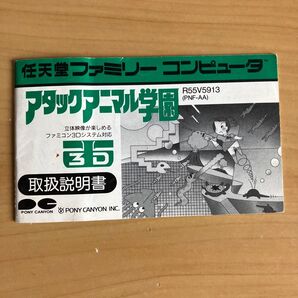 任天堂 ファミリーコンピュータ
アタックアニマル学園
R55V5913
(PNF-AA)
立体映像が楽しめる
ファミコン3Dシステム対応
取扱説明書
PONY CANYON
PONY CANYON INC.